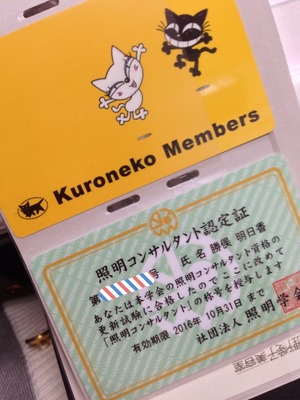 Kuroneko Members
照明コンサルタント認定証
第 号 氏名 勝俣 明日香
あなたは本学会の照明コンサルタント資格の
更新試験に合格したのでここに改めて
「照明コンサルタント」の称号を授与します
有効期限 2016年 10月31日まで
社団法人 照明学会